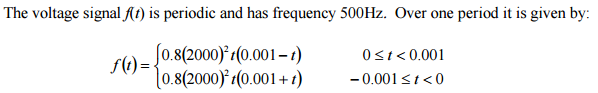 The voltage signal f(t) is periodic and has frequency 500Hz. Over one period it is given by:
f(t) = { 0.8(2000)² t(0.001 – t)    0 ≤ t < 0.001
0.8(2000)² t(0.001 + t)    – 0.001 ≤ t < 0